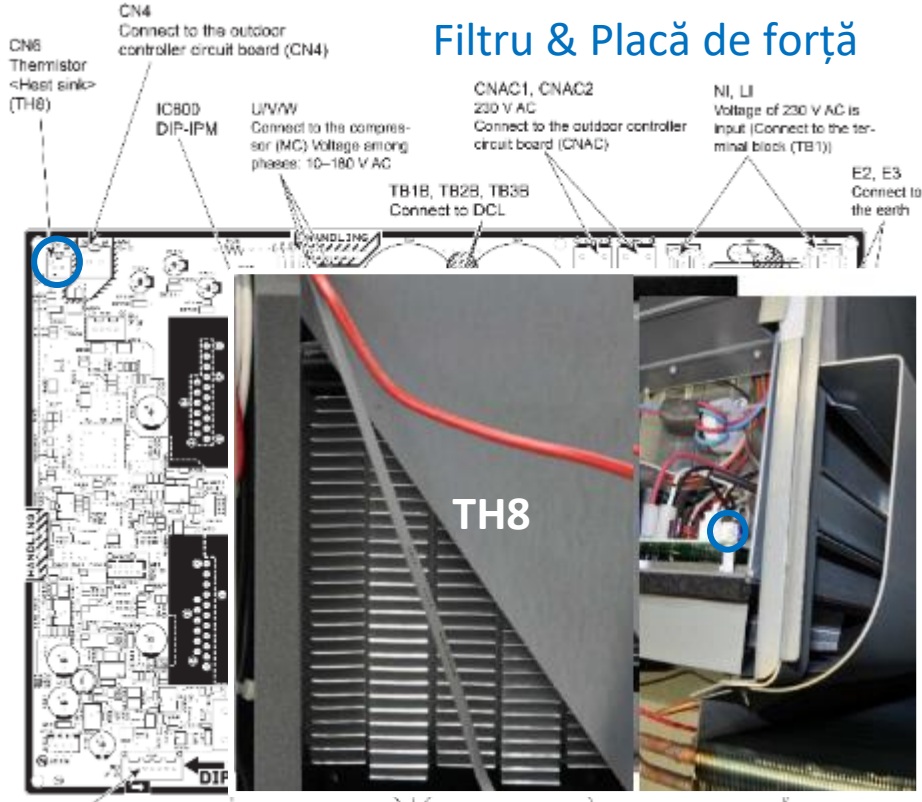 Filtru & Placă de forță
CN4
Connect to the outdoor
controller circuit board (CN4)
CN6
Thermistor
<Heat sink>
(TH8)
IC600
DIP-IPM
U/V/W
Connect to the compres-
sor (MC) Voltage among
phases: 10–180 V AC
CNAC1, CNAC2
230 V AC
Connect to the outdoor controller
circuit board (CNAC)
NI, LI
Voltage of 230 V AC is
input (Connect to the ter-
minal block (TB1))
TB1B, TB2B, TB3B
Connect to DCL
E2, E3
Connect to
the earth
HANDLING
TH8
HANDLING
DIP